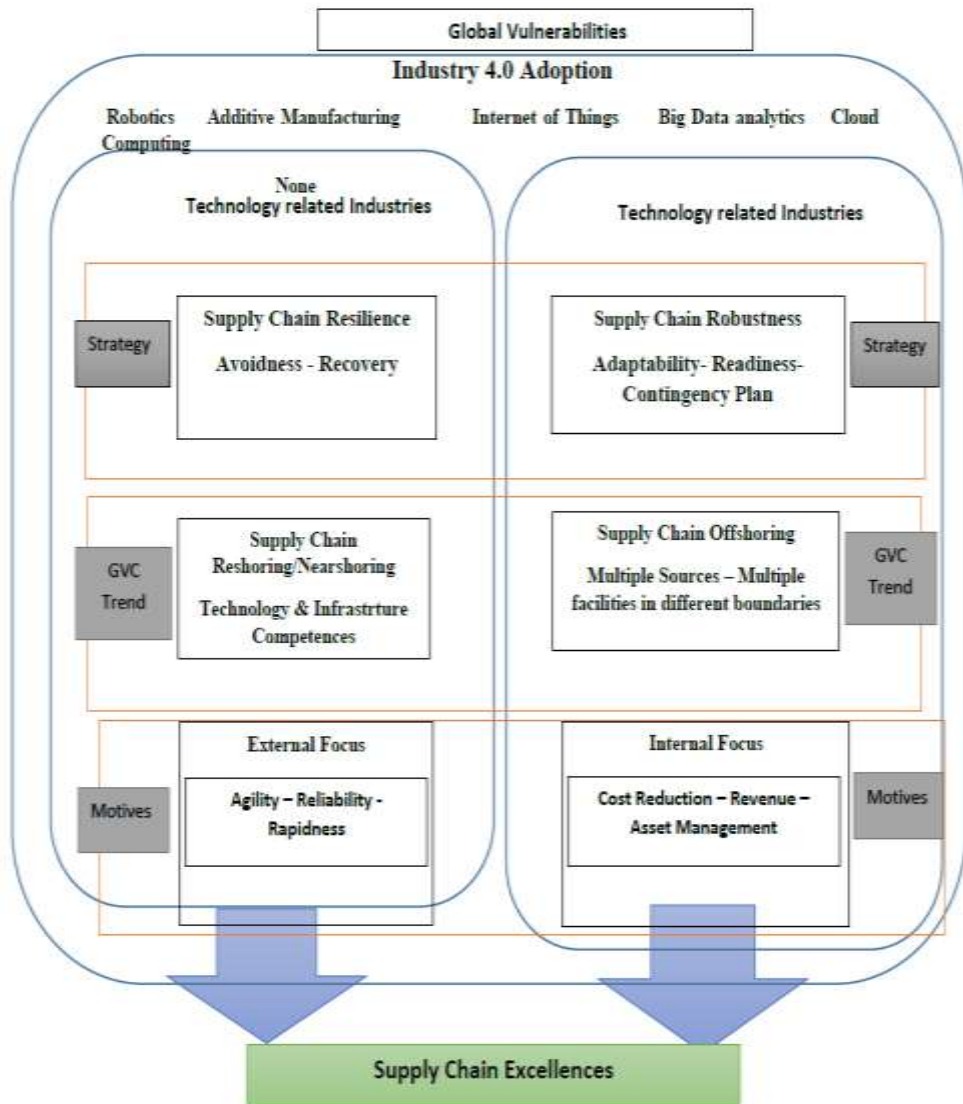 Global Vulnerabilities
Industry 4.0 Adoption
Robotics Additive Manufacturing Internet of Things Big Data analytics Cloud
Computing
None
Technology related Industries
Technology related Industries
Strategy
Supply Chain Resilience
Avoidness - Recovery
Supply Chain Robustness
Adaptability- Readiness-
Contingency Plan
Strategy
GVC
Trend
Supply Chain
Reshoring/Nearshoring
Technology & Infrastrture
Competences
Supply Chain Offshoring
Multiple Sources – Multiple
facilities in different boundaries
GVC
Trend
Motives
External Focus
Agility – Reliability -
Rapidness
Internal Focus
Cost Reduction – Revenue –
Asset Management
Motives
Supply Chain Excellences